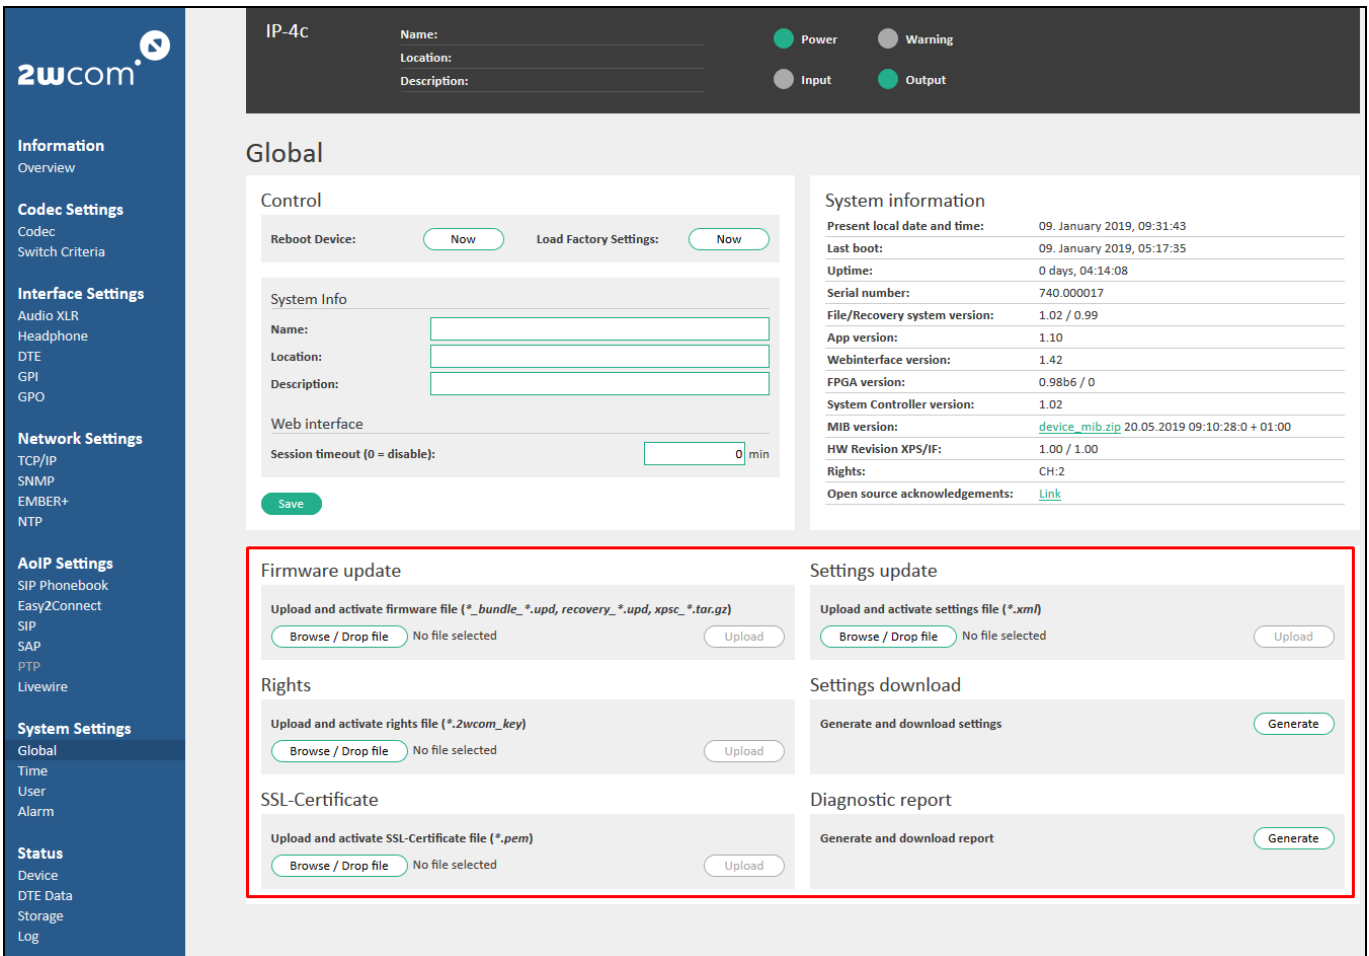 2wcom
Information
Overview
Codec Settings
Codec
Switch Criteria
Interface Settings
Audio XLR
Headphone
DTE
GPI
GPO
Network Settings
TCP/IP
SNMP
EMBER+
NTP
AoIP Settings
SIP Phonebook
Easy2Connect
SIP
SAP
PTP
Livewire
System Settings
Global
Time
User
Alarm
Status
Device
DTE Data
Storage
Log
IP-4c
Name:
Location:
Description:
Power
Warning
Input
Output
Global
Control
Reboot Device: Now Load Factory Settings: Now
System Info
Name:
Location:
Description:
Web interface
Session timeout (0 = disable): 0 min
Save
System information
Present local date and time: 09. January 2019, 09:31:43
Last boot: 09. January 2019, 05:17:35
Uptime: 0 days, 04:14:08
Serial number: 740.000017
File/Recovery system version: 1.02 / 0.99
App version: 1.10
Webinterface version: 1.42
FPGA version: 0.98b6 / 0
System Controller version: 1.02
MIB version: device_mib.zip 20.05.2019 09:10:28:0 + 01:00
HW Revision XPS/IF: 1.00 / 1.00
Rights: CH:2
Open source acknowledgements: Link
Firmware update
Upload and activate firmware file (*_bundle_*.upd, recovery_*.upd, xpsc_*.tar.gz)
Browse / Drop file No file selected Upload
Settings update
Upload and activate settings file (*.xml)
Browse / Drop file No file selected Upload
Rights
Upload and activate rights file (*.2wcom_key)
Browse / Drop file No file selected Upload
Settings download
Generate and download settings Generate
SSL-Certificate
Upload and activate SSL-Certificate file (*.pem)
Browse / Drop file No file selected Upload
Diagnostic report
Generate and download report Generate